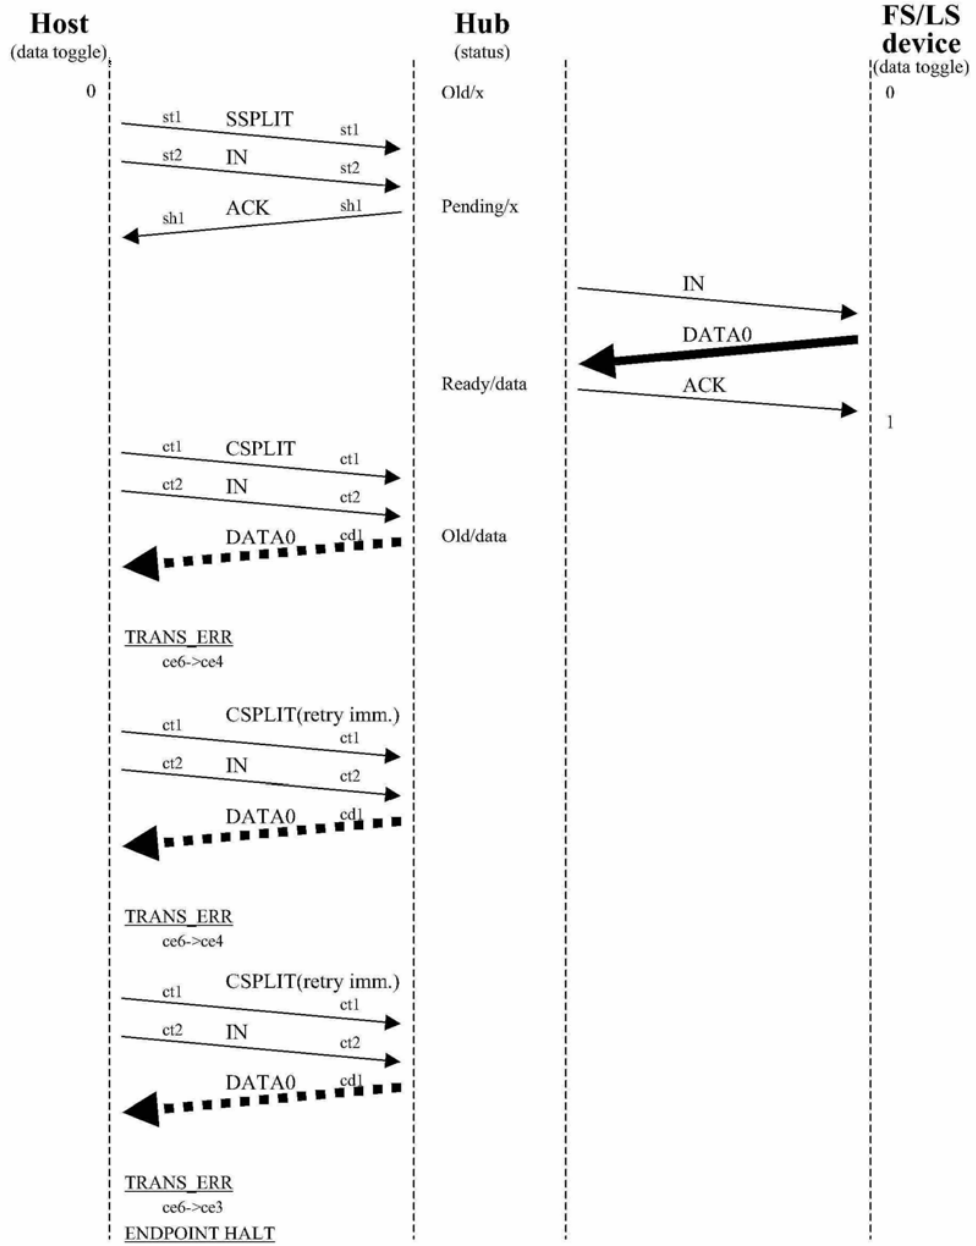 Host
(data toggle)
Hub
(status)
FS/LS
device
(data toggle)
0
Old/x
0
st1 SSPLIT st1
st2 IN st2
sh1 ACK sh1
Pending/x
IN
DATA0
Ready/data
ACK
1
ct1 CSPLIT ct1
ct2 IN ct2
DATA0 cd1
Old/data
TRANS_ERR
ce6->ce4
CSPLIT(retry imm.)
ct1 ct1
ct2 IN ct2
DATA0 cd1
TRANS_ERR
ce6->ce4
CSPLIT(retry imm.)
ct1 ct1
ct2 IN ct2
DATA0 cd1
TRANS_ERR
ce6->ce3
ENDPOINT HALT